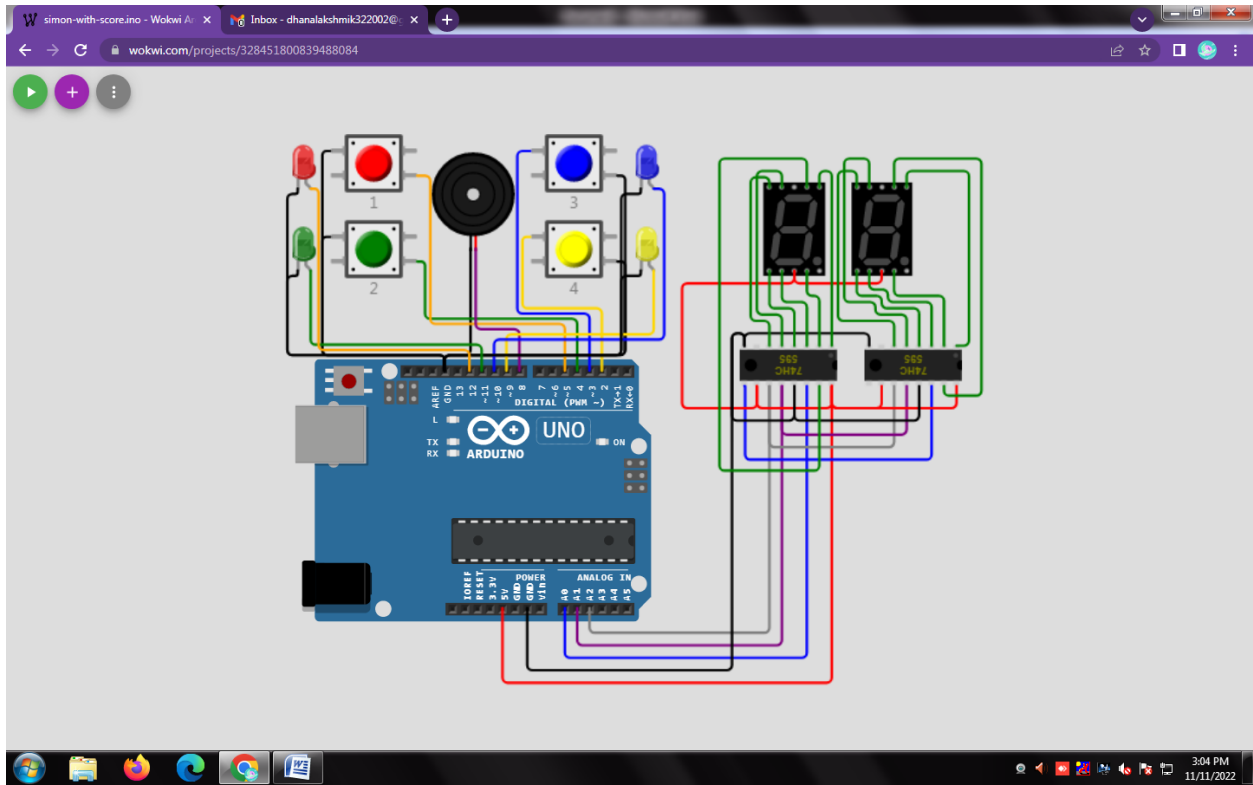 simon-with-score.ino - Wokwi Ar
Inbox - dhanalakshmik322002@g
wokwi.com/projects/328451800839488084
1
3
2
4
74HC
595
74HC
595
AREF
GND
13
12
~11
~10
~9
8
7
~6
~5
4
~3
2
TX→1
RX←0
DIGITAL (PWM ~)
L
TX
RX
UNO
ON
ARDUINO
IOREF
RESET
3.3V
5V
GND
GND
Vin
POWER
ANALOG IN
A0
A1
A2
A3
A4
A5
3:04 PM
11/11/2022